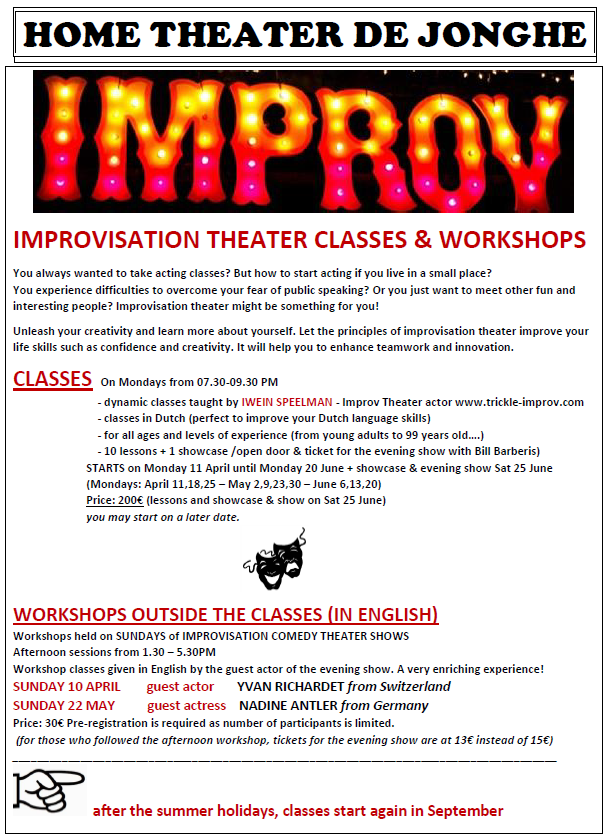 HOME THEATER DE JONGHE
IMPROV
IMPROVISATION THEATER CLASSES & WORKSHOPS
You always wanted to take acting classes? But how to start acting if you live in a small place?
You experience difficulties to overcome your fear of public speaking? Or you just want to meet other fun and
interesting people? Improvisation theater might be something for you!
Unleash your creativity and learn more about yourself. Let the principles of improvisation theater improve your
life skills such as confidence and creativity. It will help you to enhance teamwork and innovation.
CLASSES On Mondays from 07.30-09.30 PM
- dynamic classes taught by IWEIN SPEELMAN - Improv Theater actor www.trickle-improv.com
- classes in Dutch (perfect to improve your Dutch language skills)
- for all ages and levels of experience (from young adults to 99 years old....)
- 10 lessons + 1 showcase /open door & ticket for the evening show with Bill Barberis)
STARTS on Monday 11 April until Monday 20 June + showcase & evening show Sat 25 June
(Mondays: April 11,18,25 – May 2,9,23,30 – June 6,13,20)
Price: 200€ (lessons and showcase & show on Sat 25 June)
you may start on a later date.
WORKSHOPS OUTSIDE THE CLASSES (IN ENGLISH)
Workshops held on SUNDAYS of IMPROVISATION COMEDY THEATER SHOWS
Afternoon sessions from 1.30 – 5.30PM
Workshop classes given in English by the guest actor of the evening show. A very enriching experience!
SUNDAY 10 APRIL guest actor YVAN RICHARDET from Switzerland
SUNDAY 22 MAY guest actress NADINE ANTLER from Germany
Price: 30€ Pre-registration is required as number of participants is limited.
(for those who followed the afternoon workshop, tickets for the evening show are at 13€ instead of 15€)
after the summer holidays, classes start again in September